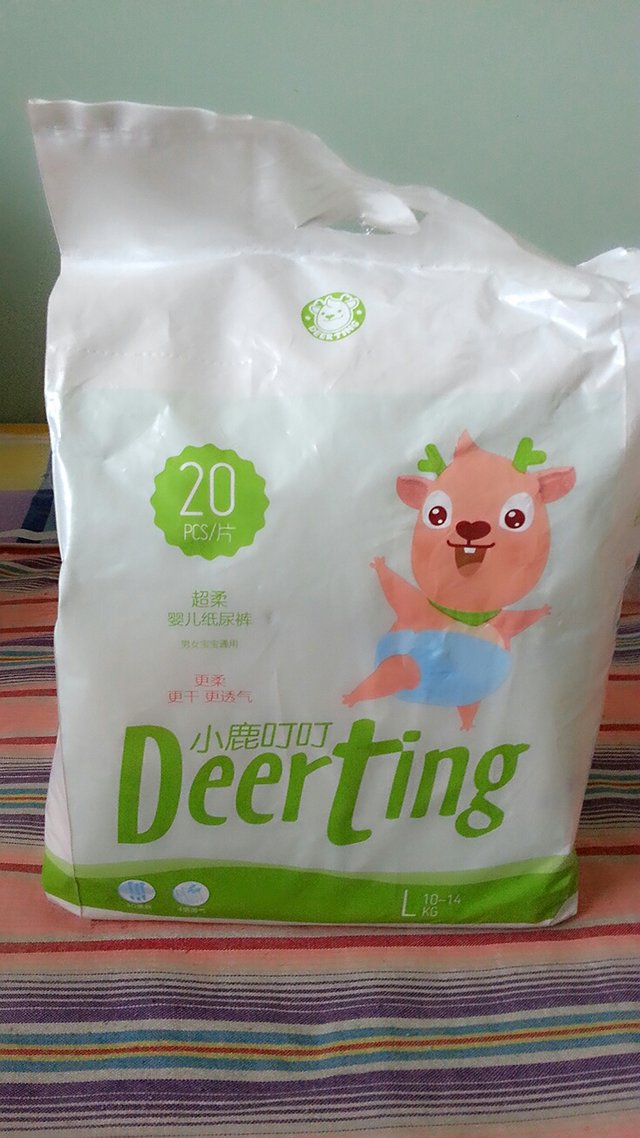 DEERTING
20
PCS/片
超柔
婴儿纸尿裤
男女宝宝通用
更柔
更干 更透气
小鹿叮叮
Deerting
L 10-14
KG